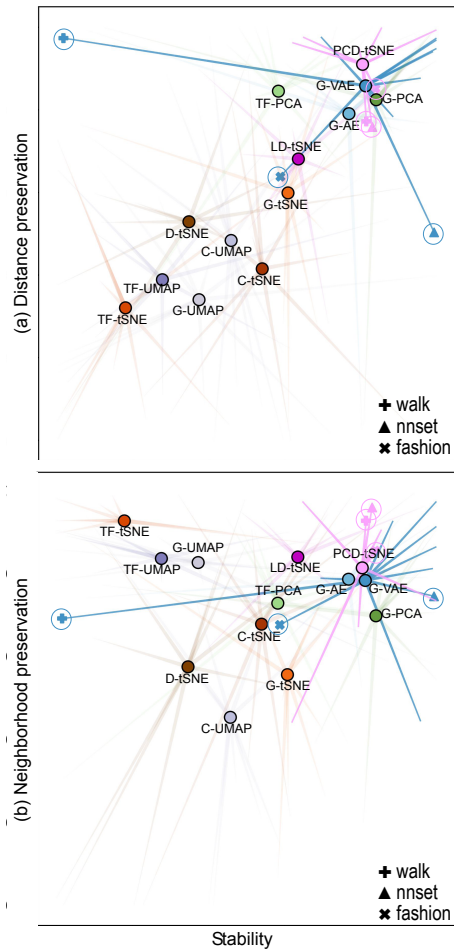 (a) Distance preservation
PCD-tSNE
G-VAE
TF-PCA
G-PCA
G-AE
LD-tSNE
G-tSNE
D-tSNE
C-UMAP
C-tSNE
TF-UMAP
G-UMAP
TF-tSNE
walk
nnset
fashion
(b) Neighborhood preservation
TF-tSNE
G-UMAP
PCD-tSNE
TF-UMAP
LD-tSNE
G-AE
G-VAE
TF-PCA
G-PCA
C-tSNE
D-tSNE
G-tSNE
C-UMAP
walk
nnset
fashion
Stability